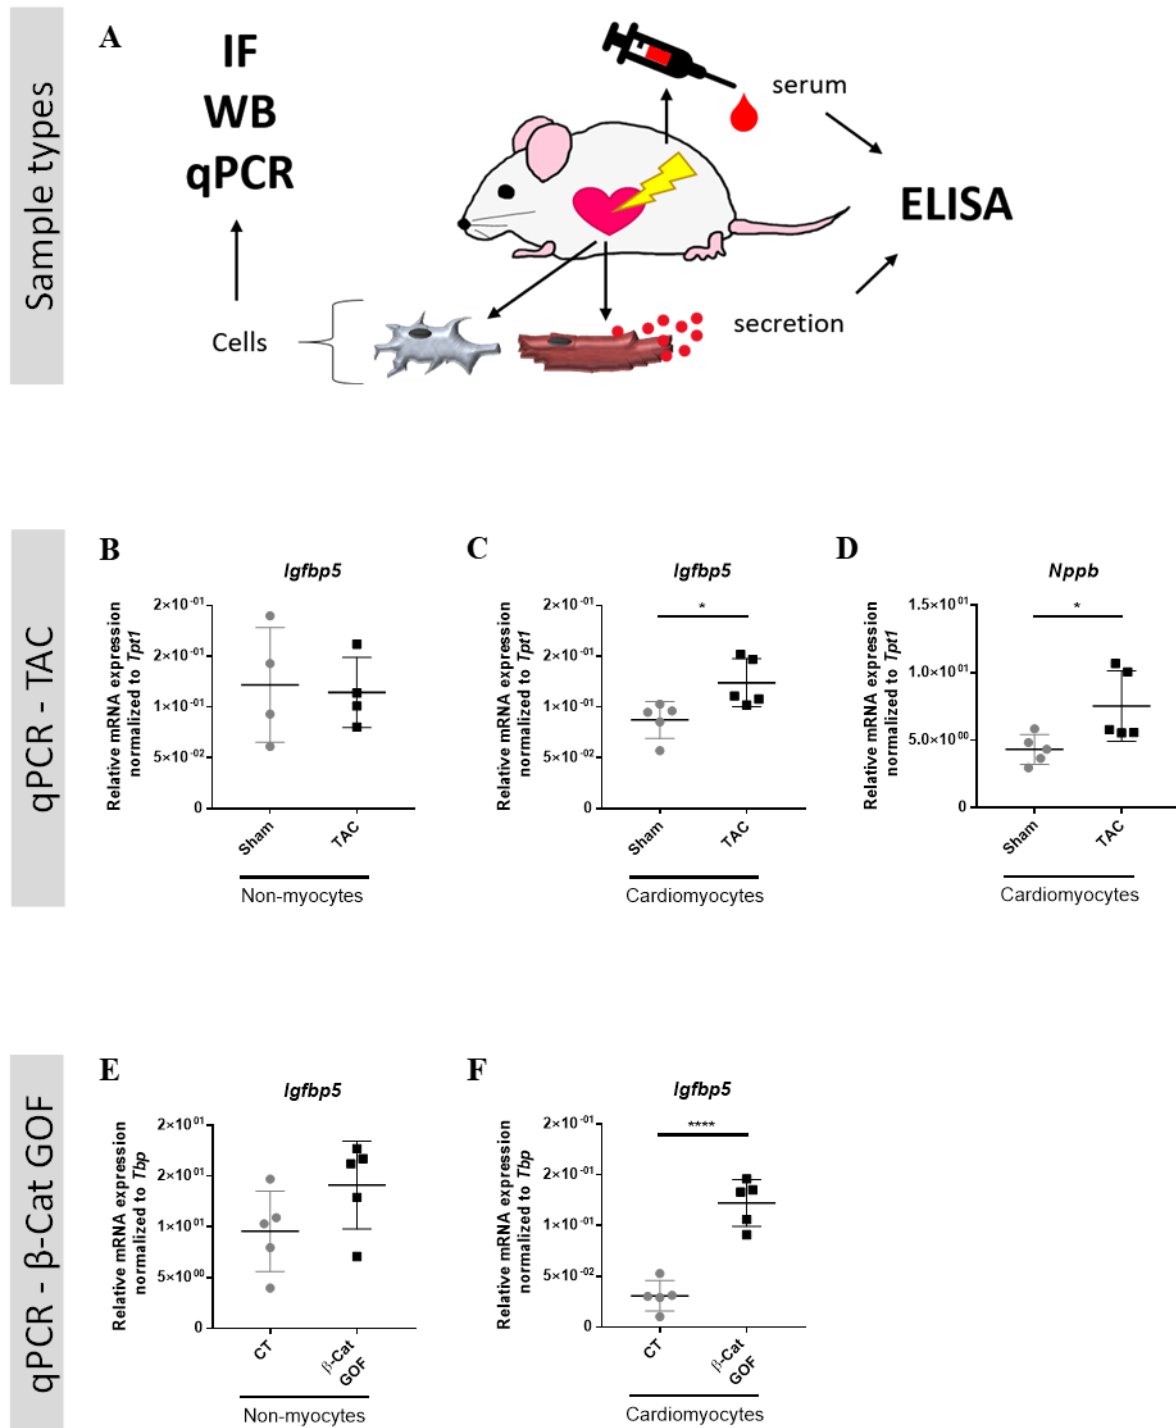 Sample types
A
IF
WB
qPCR
serum
ELISA
secretion
Cells
qPCR - TAC
B
Igfbp5
Relative mRNA expression
normalized to Tpt1
2×10⁻⁰¹
2×10⁻⁰¹
1×10⁻⁰¹
5×10⁻⁰²
0
Sham
TAC
Non-myocytes
C
Igfbp5
Relative mRNA expression
normalized to Tpt1
2×10⁻⁰¹
2×10⁻⁰¹
1×10⁻⁰¹
5×10⁻⁰²
0
*
Sham
TAC
Cardiomyocytes
D
Nppb
Relative mRNA expression
normalized to Tpt1
1.5×10⁰¹
1.0×10⁰¹
5.0×10⁰⁰
0
*
Sham
TAC
Cardiomyocytes
qPCR - β-Cat GOF
E
Igfbp5
Relative mRNA expression
normalized to Tbp
2×10⁰¹
2×10⁰¹
1×10⁰¹
5×10⁰⁰
0
CT
β-Cat
GOF
Non-myocytes
F
Igfbp5
Relative mRNA expression
normalized to Tbp
2×10⁻⁰¹
2×10⁻⁰¹
1×10⁻⁰¹
5×10⁻⁰²
0
****
CT
β-Cat
GOF
Cardiomyocytes